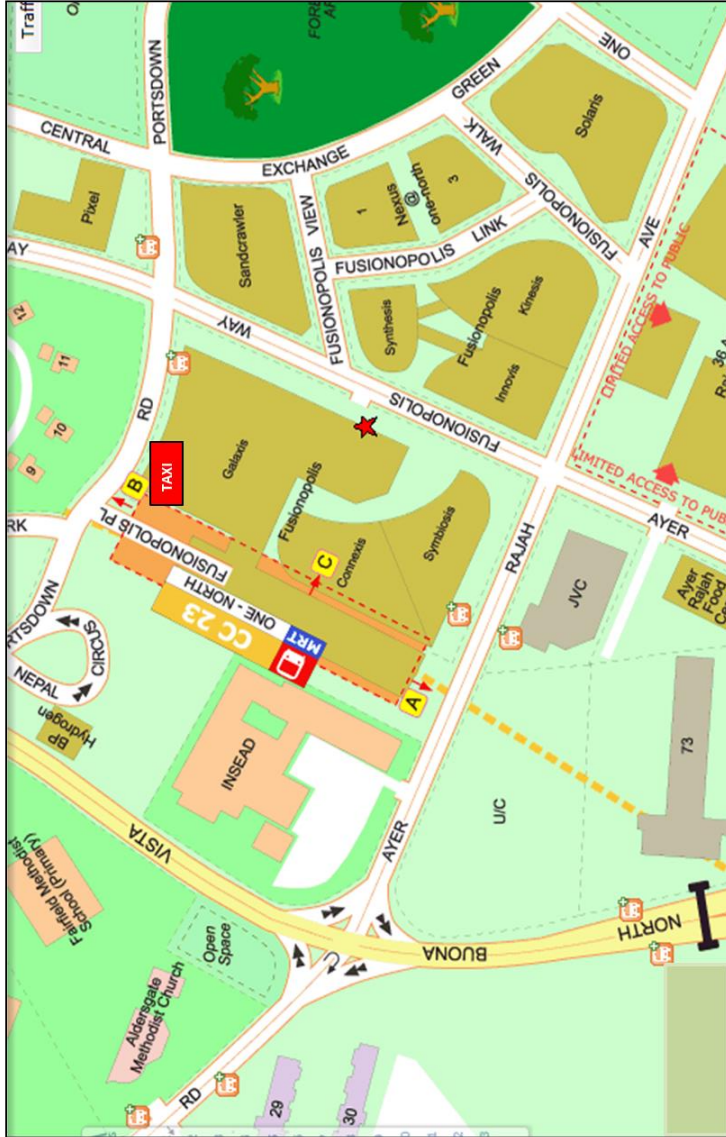 Traff
CENTRAL
PORTSDOWN
Pixel
AY
Sandcrawler
EXCHANGE
GREEN
ONE
WALK
Solaris
1
Nexus
@
one-north
3
FUSIONOPOLIS VIEW
FUSIONOPOLIS
LINK
FUSIONOPOLIS
AVE
Synthesis
Fusionopolis
Kinesis
Innovis
WAY
FUSIONOPOLIS
LIMITED ACCESS TO PUBLIC
LIMITED ACCESS TO PUB
36
12
11
10
9
RD
TAXI
B
Galaxis
Fusionopolis
Connexis
Symbiosis
C
FUSIONOPOLIS PL
ONE - NORTH
CC 23
MRT
A
RAJAH
AYER
JVC
Ayer
Rajah
Food
RK
RTSDOWN
CIRCUS
NEPAL
BP
Hydrogen
INSEAD
AYER
U/C
73
VISTA
BUONA
NORTH
Fairfield Methodist
School (Primary)
Open
Space
Aldersgate
Methodist Church
RD
29
30